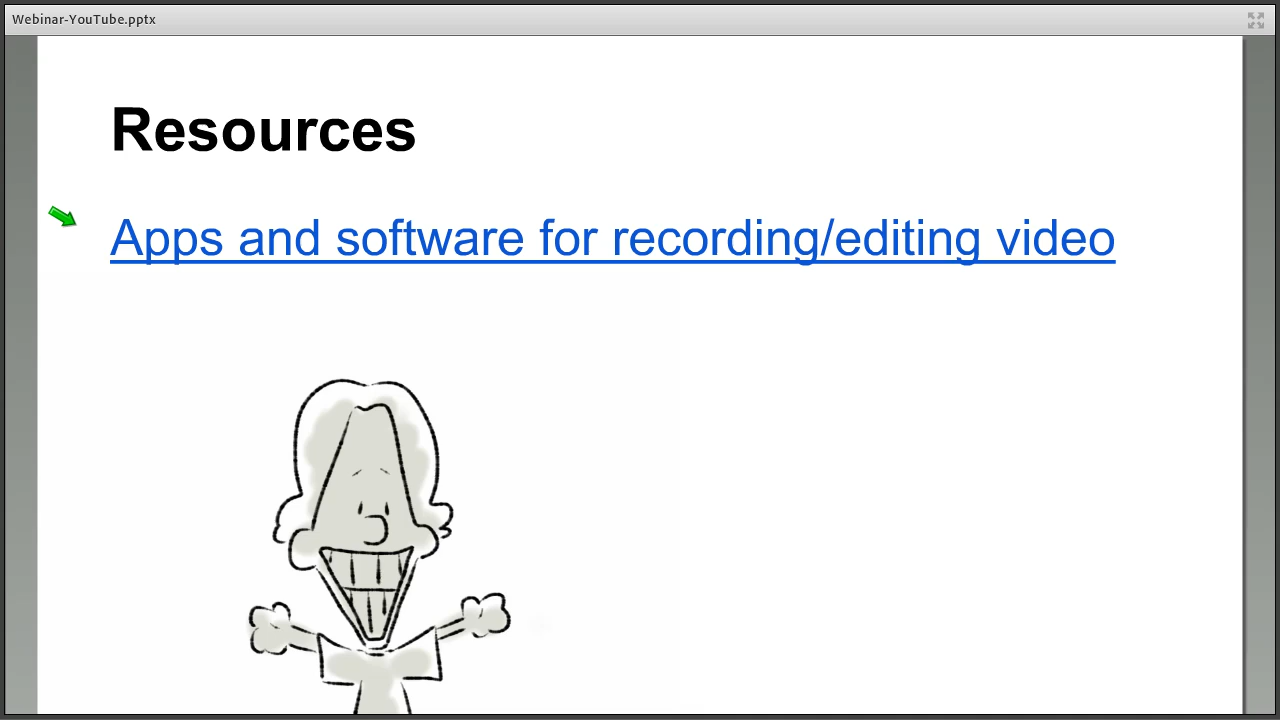 Webinar-YouTube.pptx
Resources
Apps and software for recording/editing video